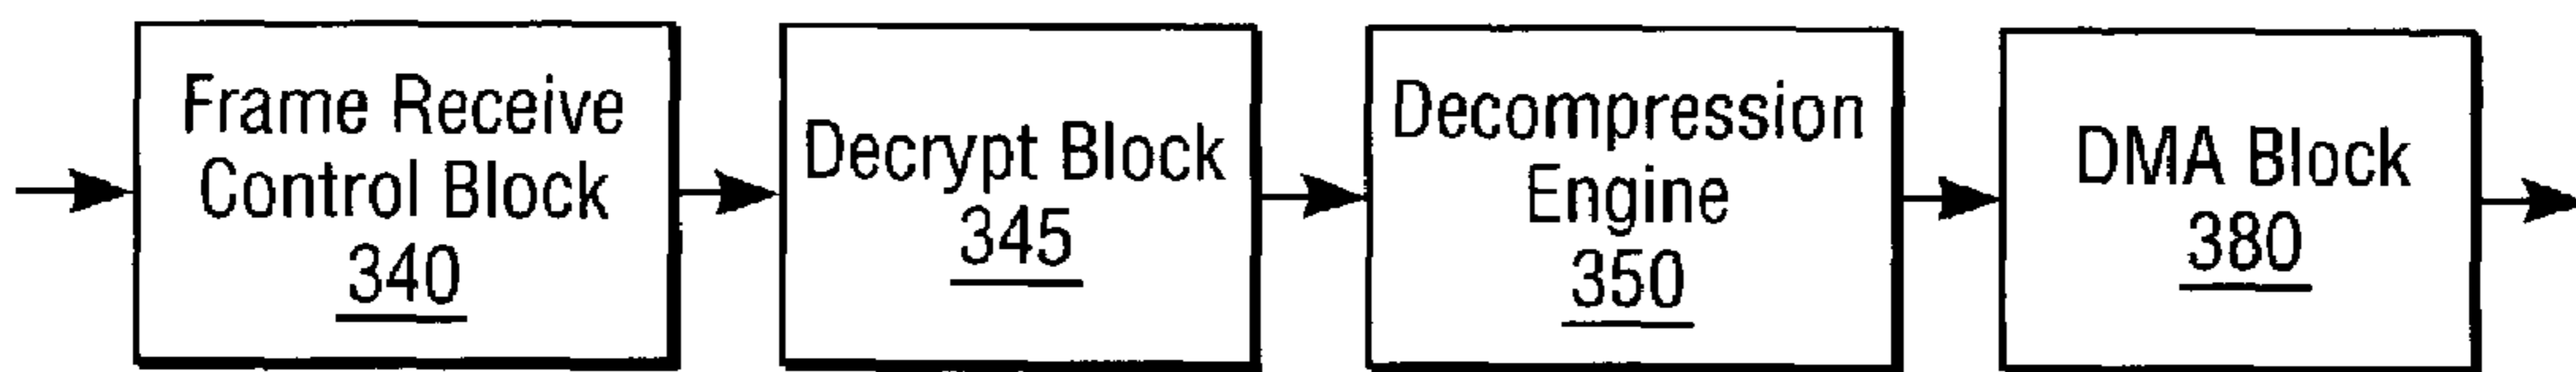 Frame Receive
Control Block
340
Decrypt Block
345
Decompression
Engine
350
DMA Block
380